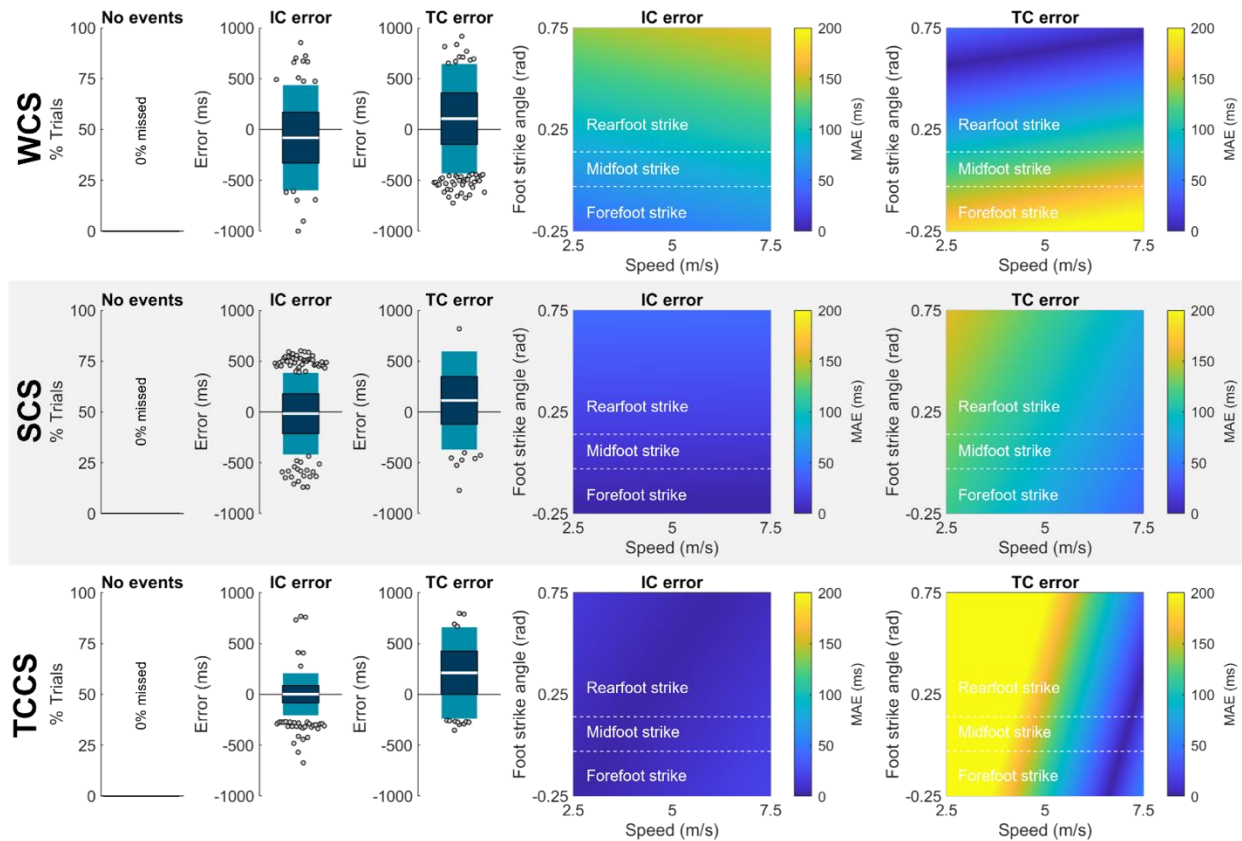 WCS
No events
% Trials
100
75
50
25
0
0% missed
IC error
Error (ms)
1000
500
0
-500
-1000
TC error
Error (ms)
1000
500
0
-500
-1000
IC error
Foot strike angle (rad)
0.75
0.25
-0.25
Rearfoot strike
Midfoot strike
Forefoot strike
2.5 5 7.5
Speed (m/s)
200
150
100
50
0
MAE (ms)
TC error
Foot strike angle (rad)
0.75
0.25
-0.25
Rearfoot strike
Midfoot strike
Forefoot strike
2.5 5 7.5
Speed (m/s)
200
150
100
50
0
MAE (ms)
SCS
No events
% Trials
100
75
50
25
0
0% missed
IC error
Error (ms)
1000
500
0
-500
-1000
TC error
Error (ms)
1000
500
0
-500
-1000
IC error
Foot strike angle (rad)
0.75
0.25
-0.25
Rearfoot strike
Midfoot strike
Forefoot strike
2.5 5 7.5
Speed (m/s)
200
150
100
50
0
MAE (ms)
TC error
Foot strike angle (rad)
0.75
0.25
-0.25
Rearfoot strike
Midfoot strike
Forefoot strike
2.5 5 7.5
Speed (m/s)
200
150
100
50
0
MAE (ms)
TCCS
No events
% Trials
100
75
50
25
0
0% missed
IC error
Error (ms)
1000
500
0
-500
-1000
TC error
Error (ms)
1000
500
0
-500
-1000
IC error
Foot strike angle (rad)
0.75
0.25
-0.25
Rearfoot strike
Midfoot strike
Forefoot strike
2.5 5 7.5
Speed (m/s)
200
150
100
50
0
MAE (ms)
TC error
Foot strike angle (rad)
0.75
0.25
-0.25
Rearfoot strike
Midfoot strike
Forefoot strike
2.5 5 7.5
Speed (m/s)
200
150
100
50
0
MAE (ms)